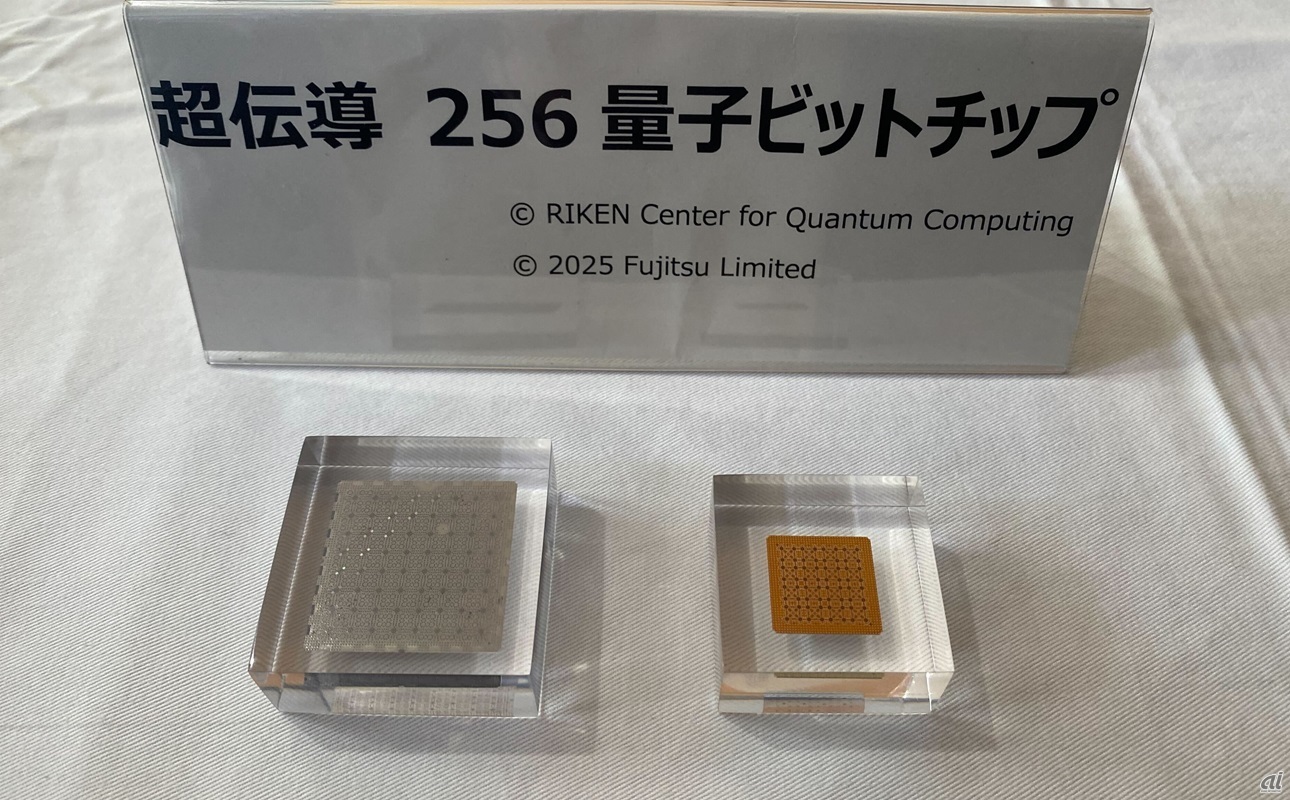 超伝導 256 量子ビットチップ
© RIKEN Center for Quantum Computing
© 2025 Fujitsu Limited
ai